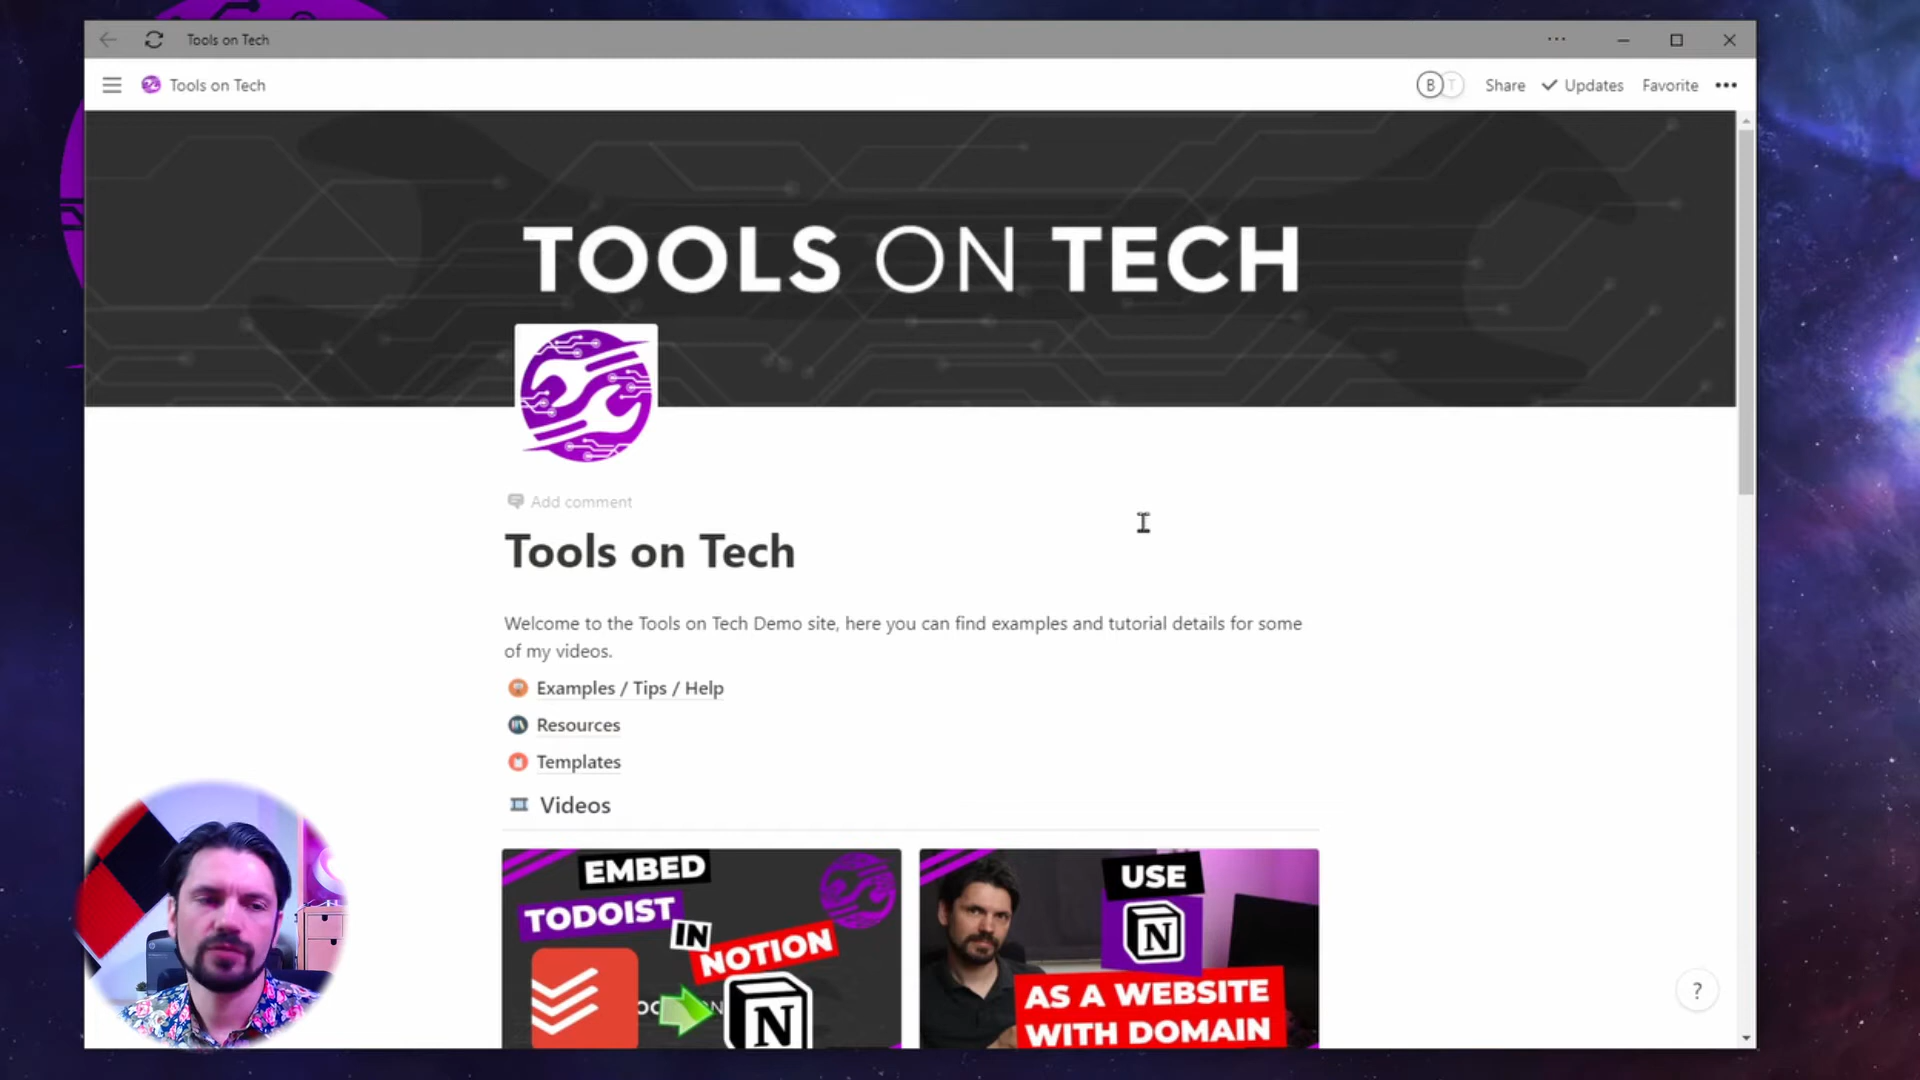 Tools on Tech
Tools on Tech
B
T
Share
Updates
Favorite
TOOLS ON TECH
Add comment
Tools on Tech
Welcome to the Tools on Tech Demo site, here you can find examples and tutorial details for some
of my videos.
Examples / Tips / Help
Resources
Templates
Videos
EMBED
TODOIST
IN
NOTION
N
USE
N
AS A WEBSITE
WITH DOMAIN
?